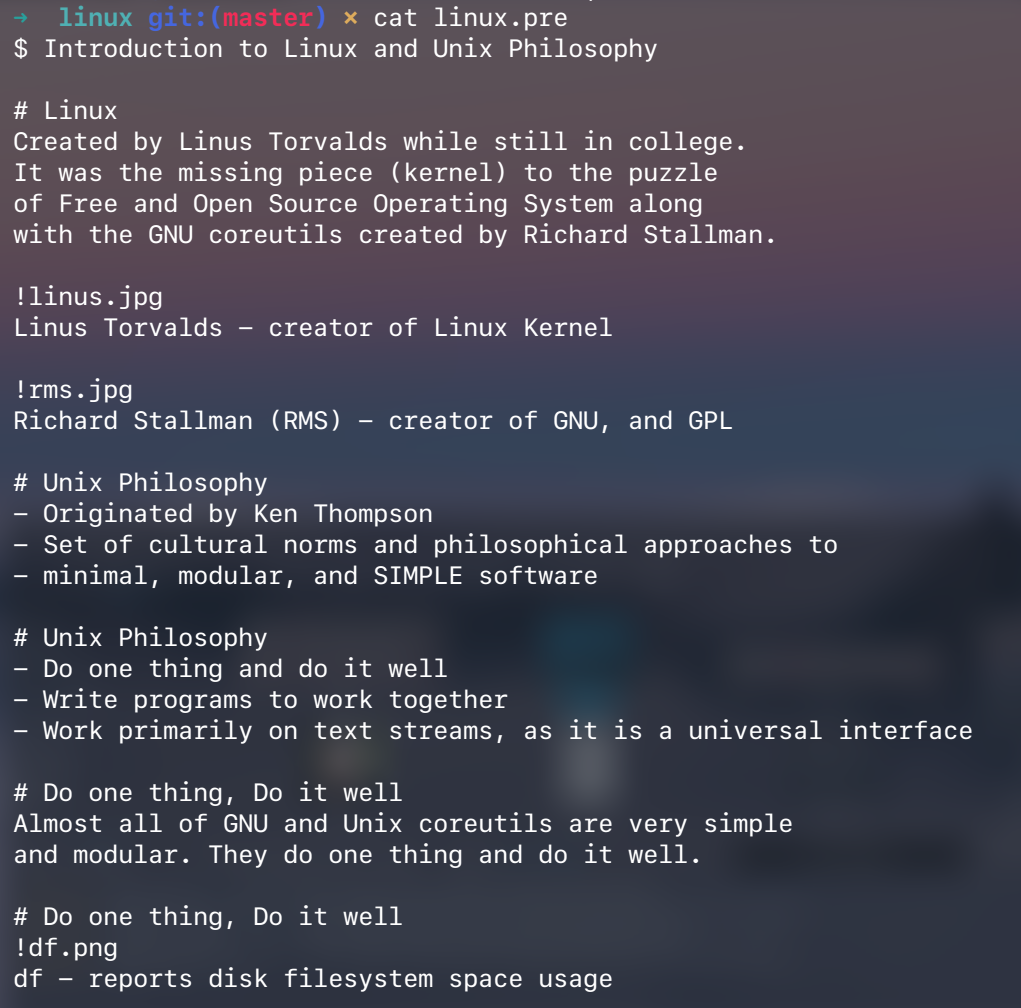 ➜ linux git:(master) × cat linux.pre
$ Introduction to Linux and Unix Philosophy
# Linux
Created by Linus Torvalds while still in college.
It was the missing piece (kernel) to the puzzle
of Free and Open Source Operating System along
with the GNU coreutils created by Richard Stallman.
!linus.jpg
Linus Torvalds – creator of Linux Kernel
!rms.jpg
Richard Stallman (RMS) – creator of GNU, and GPL
# Unix Philosophy
– Originated by Ken Thompson
– Set of cultural norms and philosophical approaches to
– minimal, modular, and SIMPLE software
# Unix Philosophy
– Do one thing and do it well
– Write programs to work together
– Work primarily on text streams, as it is a universal interface
# Do one thing, Do it well
Almost all of GNU and Unix coreutils are very simple
and modular. They do one thing and do it well.
# Do one thing, Do it well
!df.png
df – reports disk filesystem space usage